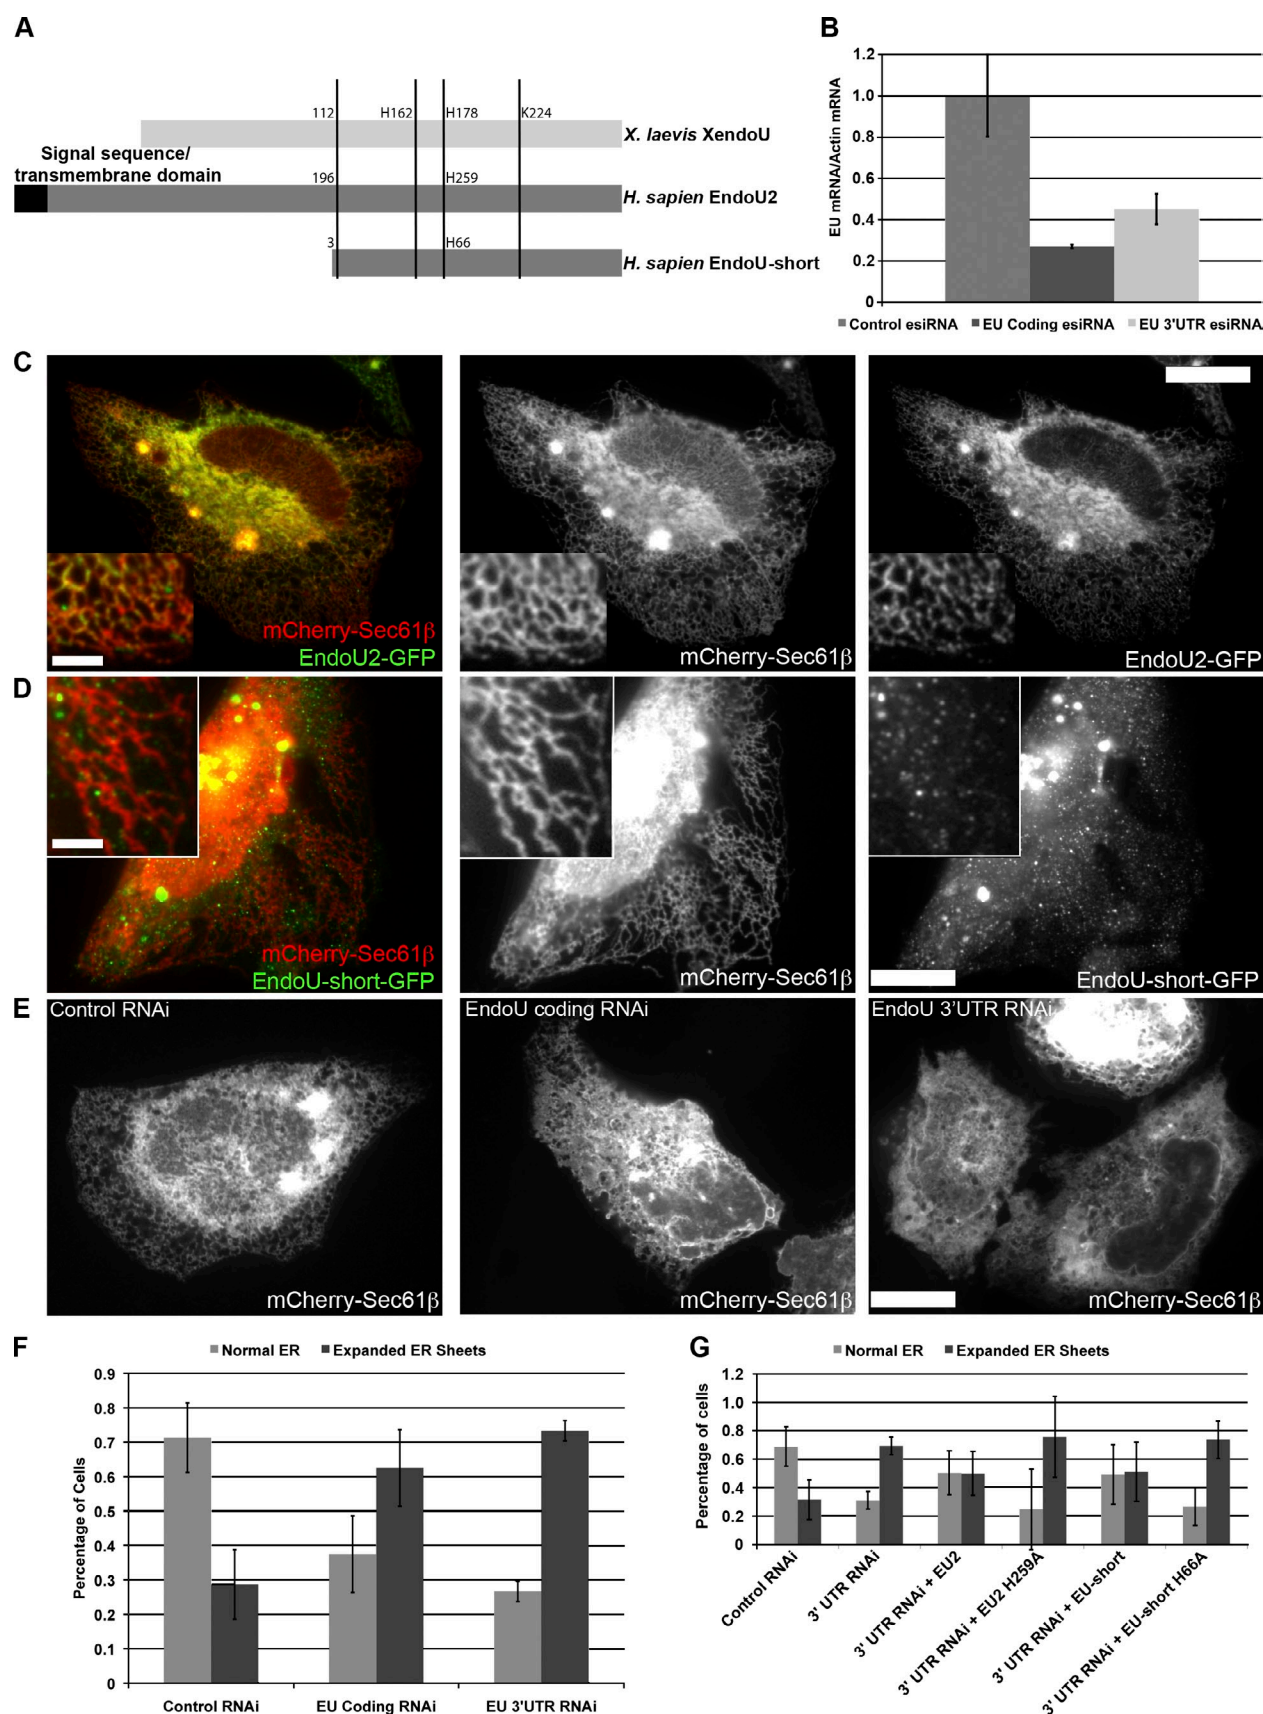 A
112
H162
H178
K224
X. laevis XendoU
Signal sequence/
transmembrane domain
196
H259
H. sapien EndoU2
3
H66
H. sapien EndoU-short
B
EU mRNA/Actin mRNA
1.2
1.0
0.8
0.6
0.4
0.2
0
Control esiRNA
EU Coding esiRNA
EU 3'UTR esiRNA
C
mCherry-Sec61β
EndoU2-GFP
mCherry-Sec61β
EndoU2-GFP
D
mCherry-Sec61β
EndoU-short-GFP
mCherry-Sec61β
EndoU-short-GFP
E
Control RNAi
mCherry-Sec61β
EndoU coding RNAi
mCherry-Sec61β
EndoU 3'UTR RNAi
mCherry-Sec61β
F
Normal ER
Expanded ER Sheets
Percentage of Cells
0.9
0.8
0.7
0.6
0.5
0.4
0.3
0.2
0.1
0
Control RNAi
EU Coding RNAi
EU 3'UTR RNAi
G
Normal ER
Expanded ER Sheets
Percentage of cells
1.2
1.0
0.8
0.6
0.4
0.2
0
Control RNAi
3' UTR RNAi
3' UTR RNAi + EU2
3' UTR RNAi + EU2 H259A
3' UTR RNAi + EU-short
3' UTR RNAi + EU-short H66A